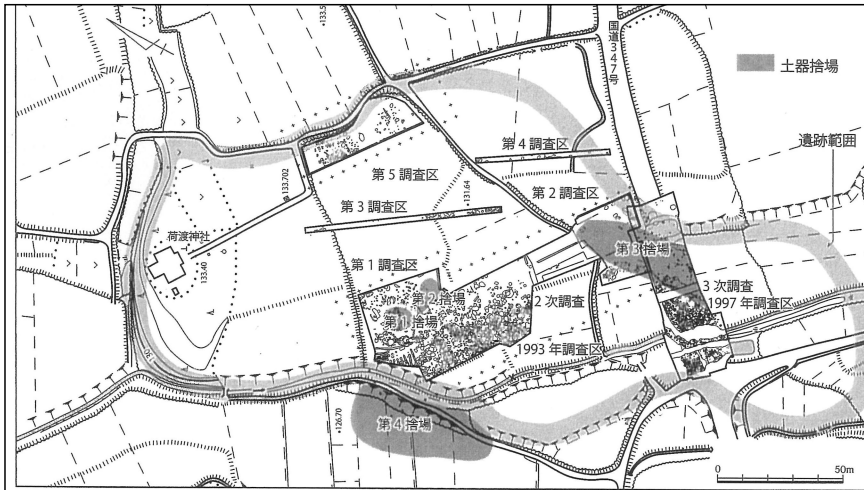 国道347号
土器捨場
遺跡範囲
第4調査区
第5調査区
第2調査区
第3調査区
133.702
131.64
荷渡神社
133.40
第3捨場
第1調査区
第2捨場
第1捨場
2次調査
3次調査
1997年調査区
1993年調査区
126.70
第4捨場
0 50m